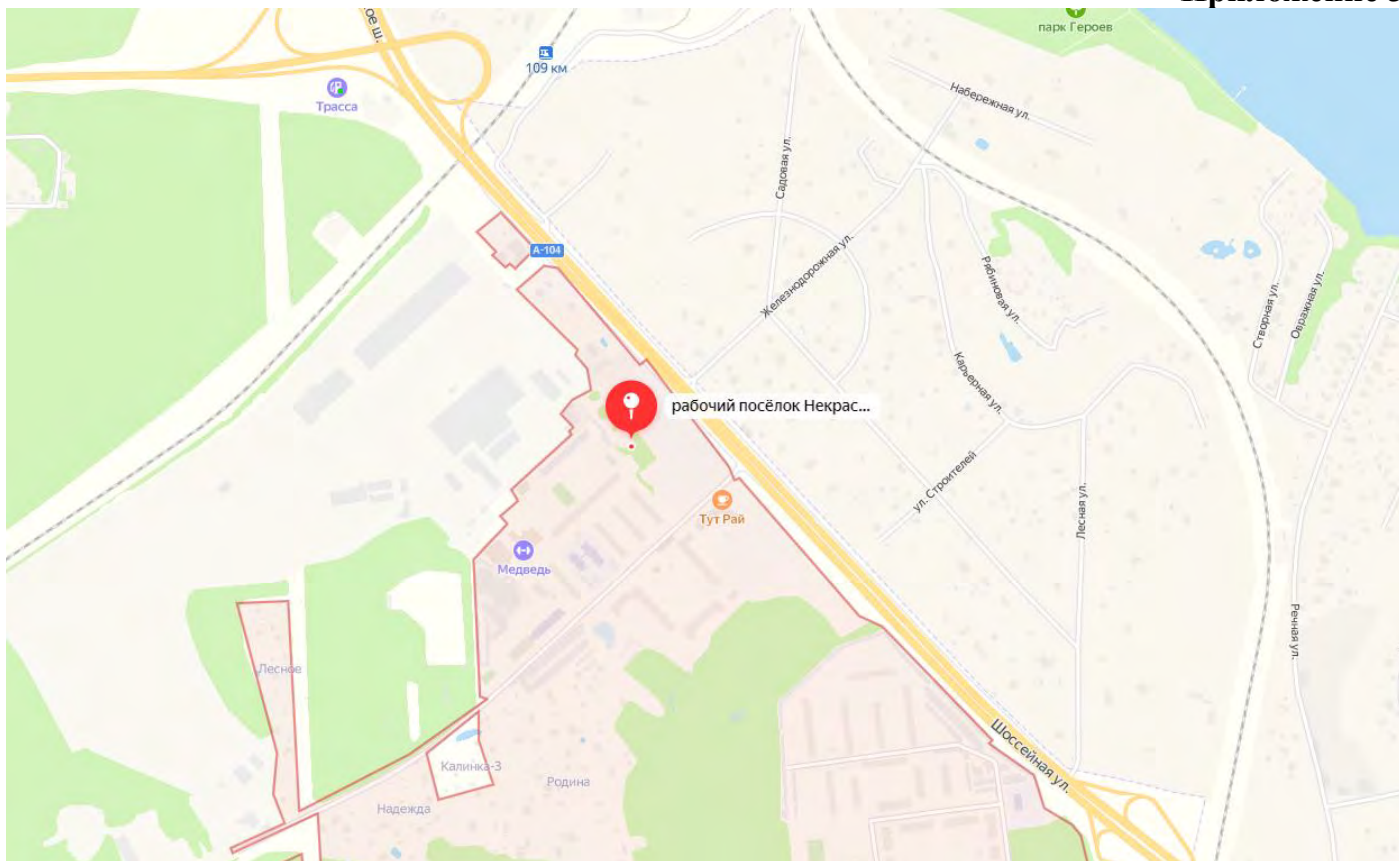 парк Героев
ое ш.
109 км
Трасса
Набережная ул.
Садовая ул.
А-104
Железнодорожная ул.
Рябиновая ул.
Створная ул.
Овражная ул.
Карьерная ул.
рабочий посёлок Некрас...
ул. Строителей
Лесная ул.
Тут Рай
Медведь
Речная ул.
Лесное
Шоссейная ул.
Калинка-3
Родина
Надежда